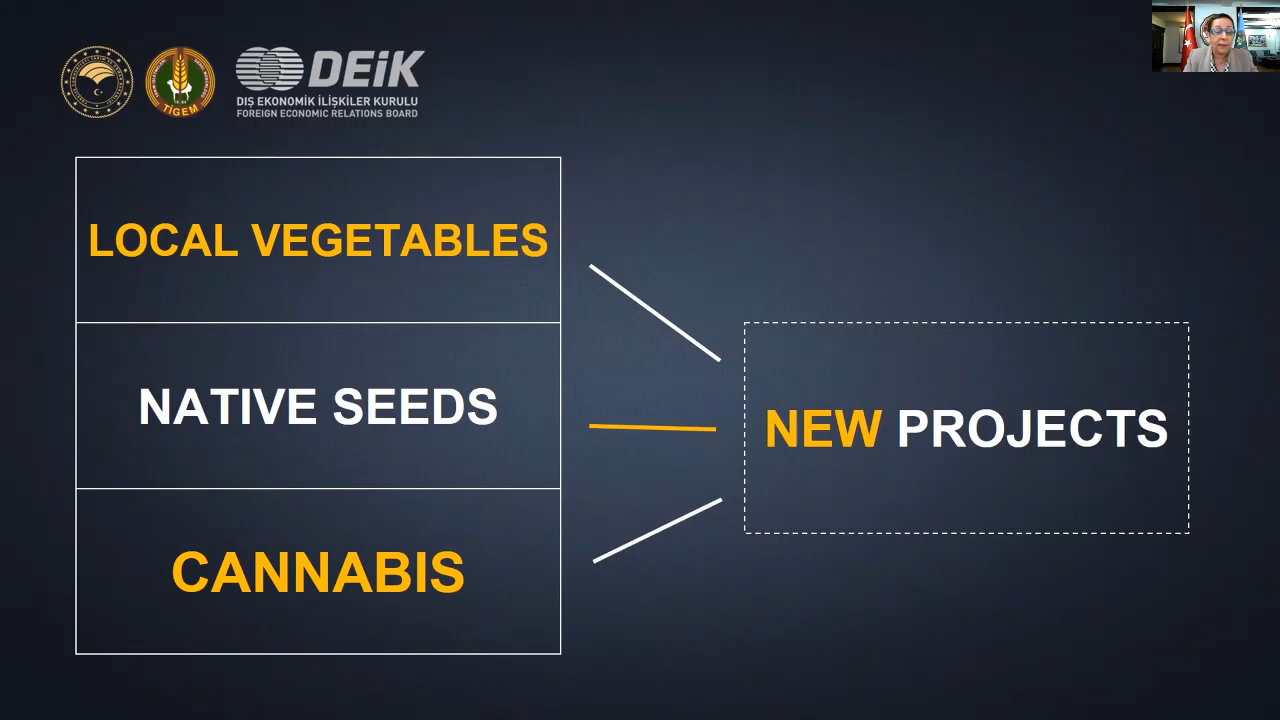 TİGEM
DEİK
DIŞ EKONOMİK İLİŞKİLER KURULU
FOREIGN ECONOMIC RELATIONS BOARD
LOCAL VEGETABLES
NATIVE SEEDS
CANNABIS
NEW PROJECTS